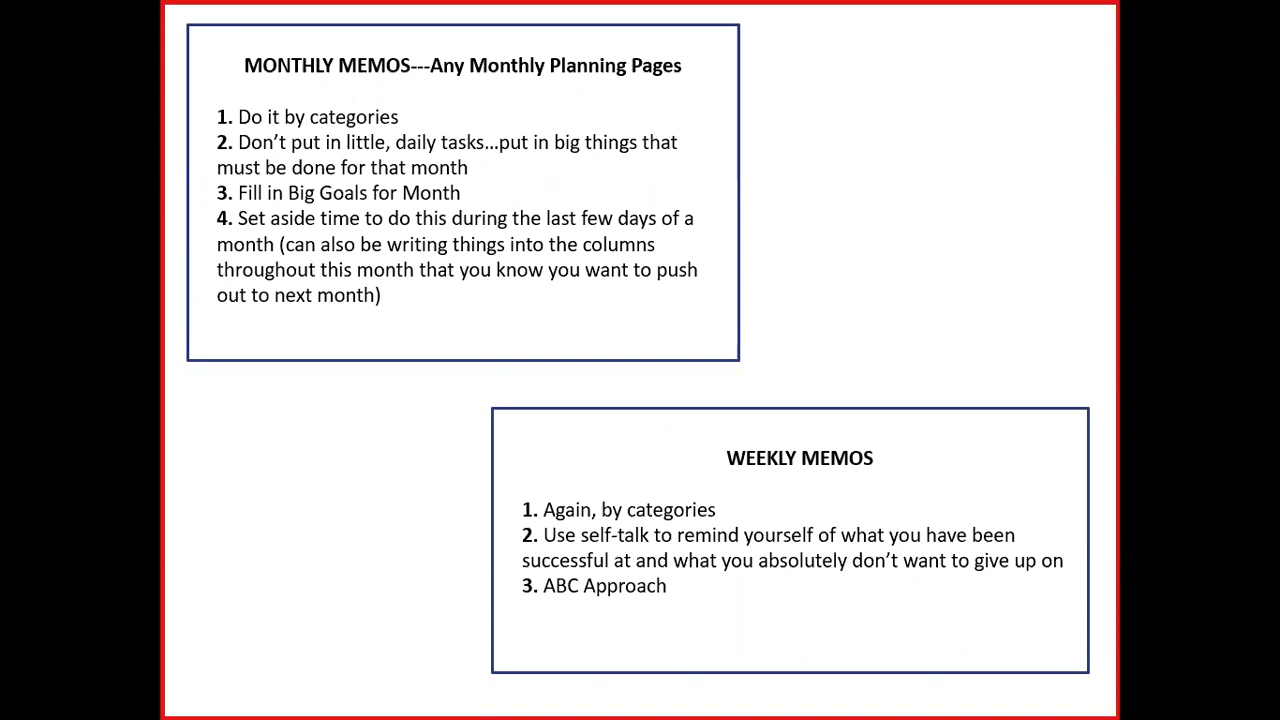 MONTHLY MEMOS---Any Monthly Planning Pages
1. Do it by categories
2. Don’t put in little, daily tasks…put in big things that
must be done for that month
3. Fill in Big Goals for Month
4. Set aside time to do this during the last few days of a
month (can also be writing things into the columns
throughout this month that you know you want to push
out to next month)
WEEKLY MEMOS
1. Again, by categories
2. Use self-talk to remind yourself of what you have been
successful at and what you absolutely don’t want to give up on
3. ABC Approach